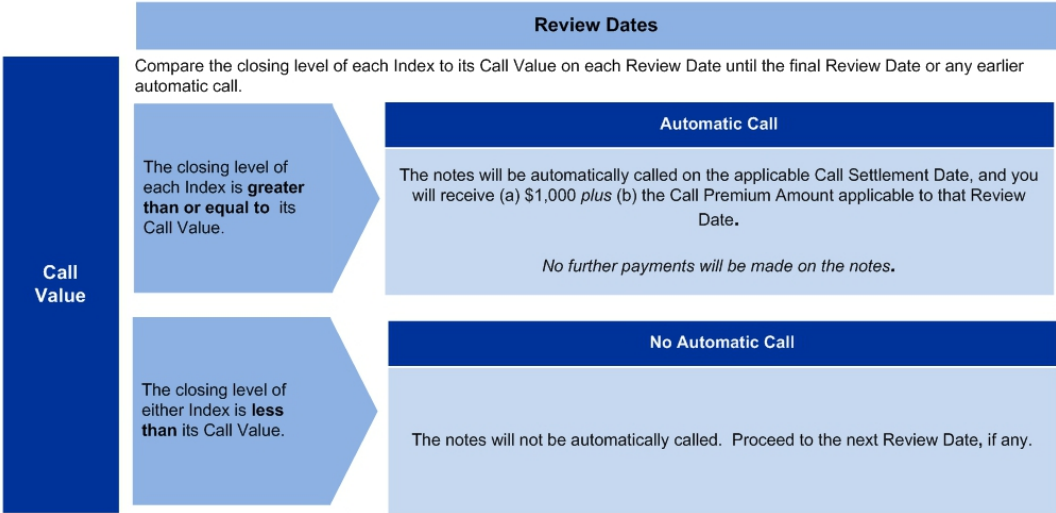 Review Dates
Compare the closing level of each Index to its Call Value on each Review Date until the final Review Date or any earlier
automatic call.
Call
Value
The closing level of
each Index is greater
than or equal to its
Call Value.
Automatic Call
The notes will be automatically called on the applicable Call Settlement Date, and you
will receive (a) $1,000 plus (b) the Call Premium Amount applicable to that Review
Date.
No further payments will be made on the notes.
The closing level of
either Index is less
than its Call Value.
No Automatic Call
The notes will not be automatically called. Proceed to the next Review Date, if any.